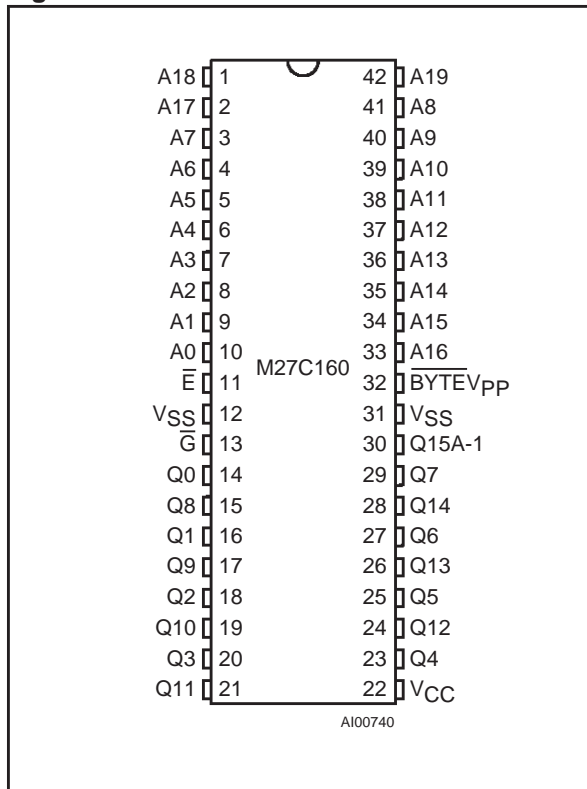 A18 1 42 A19
A17 2 41 A8
A7 3 40 A9
A6 4 39 A10
A5 5 38 A11
A4 6 37 A12
A3 7 36 A13
A2 8 35 A14
A1 9 34 A15
A0 10 33 A16
M27C160
E̅ 11 32 B̅Y̅T̅E̅VPP
VSS 12 31 VSS
G̅ 13 30 Q15A-1
Q0 14 29 Q7
Q8 15 28 Q14
Q1 16 27 Q6
Q9 17 26 Q13
Q2 18 25 Q5
Q10 19 24 Q12
Q3 20 23 Q4
Q11 21 22 VCC
AI00740